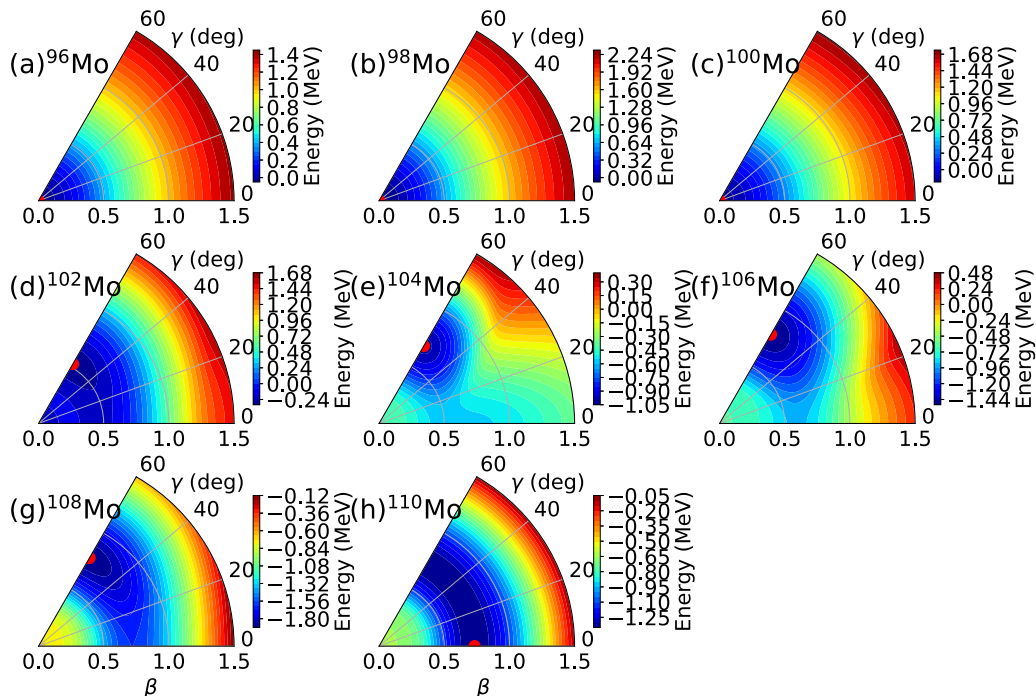 60
γ (deg)
(a)⁹⁶Mo
40
20
0
0.0 0.5 1.0 1.5
1.4
1.2
1.0
0.8
0.6
0.4
0.2
0.0
Energy (MeV)
60
γ (deg)
(b)⁹⁸Mo
40
20
0
0.0 0.5 1.0 1.5
2.24
1.92
1.60
1.28
0.96
0.64
0.32
0.00
Energy (MeV)
60
γ (deg)
(c)¹⁰⁰Mo
40
20
0
0.0 0.5 1.0 1.5
1.68
1.44
1.20
0.96
0.72
0.48
0.24
0.00
Energy (MeV)
60
γ (deg)
(d)¹⁰²Mo
40
20
0
0.0 0.5 1.0 1.5
1.68
1.44
1.20
0.96
0.72
0.48
0.24
0.00
−0.24
Energy (MeV)
60
γ (deg)
(e)¹⁰⁴Mo
40
20
0
0.0 0.5 1.0 1.5
0.30
0.15
0.00
−0.15
−0.30
−0.45
−0.60
−0.75
−0.90
−1.05
Energy (MeV)
60
γ (deg)
(f)¹⁰⁶Mo
40
20
0
0.0 0.5 1.0 1.5
0.48
0.24
0.00
−0.24
−0.48
−0.72
−0.96
−1.20
−1.44
Energy (MeV)
60
γ (deg)
(g)¹⁰⁸Mo
40
20
0
0.0 0.5 1.0 1.5
β
−0.12
−0.36
−0.60
−0.84
−1.08
−1.32
−1.56
−1.80
Energy (MeV)
60
γ (deg)
(h)¹¹⁰Mo
40
20
0
0.0 0.5 1.0 1.5
β
−0.05
−0.20
−0.35
−0.50
−0.65
−0.80
−0.95
−1.10
−1.25
Energy (MeV)